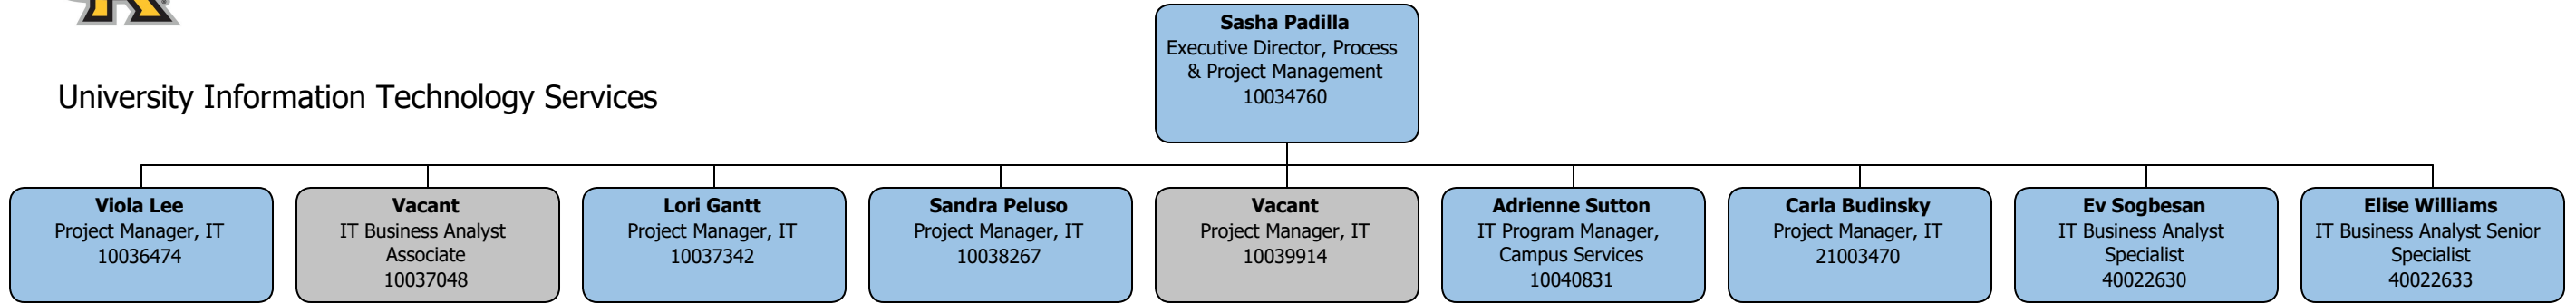 Sasha Padilla
Executive Director, Process
& Project Management
10034760
University Information Technology Services
Viola Lee
Project Manager, IT
10036474
Vacant
IT Business Analyst
Associate
10037048
Lori Gantt
Project Manager, IT
10037342
Sandra Peluso
Project Manager, IT
10038267
Vacant
Project Manager, IT
10039914
Adrienne Sutton
IT Program Manager,
Campus Services
10040831
Carla Budinsky
Project Manager, IT
21003470
Ev Sogbesan
IT Business Analyst
Specialist
40022630
Elise Williams
IT Business Analyst Senior
Specialist
40022633